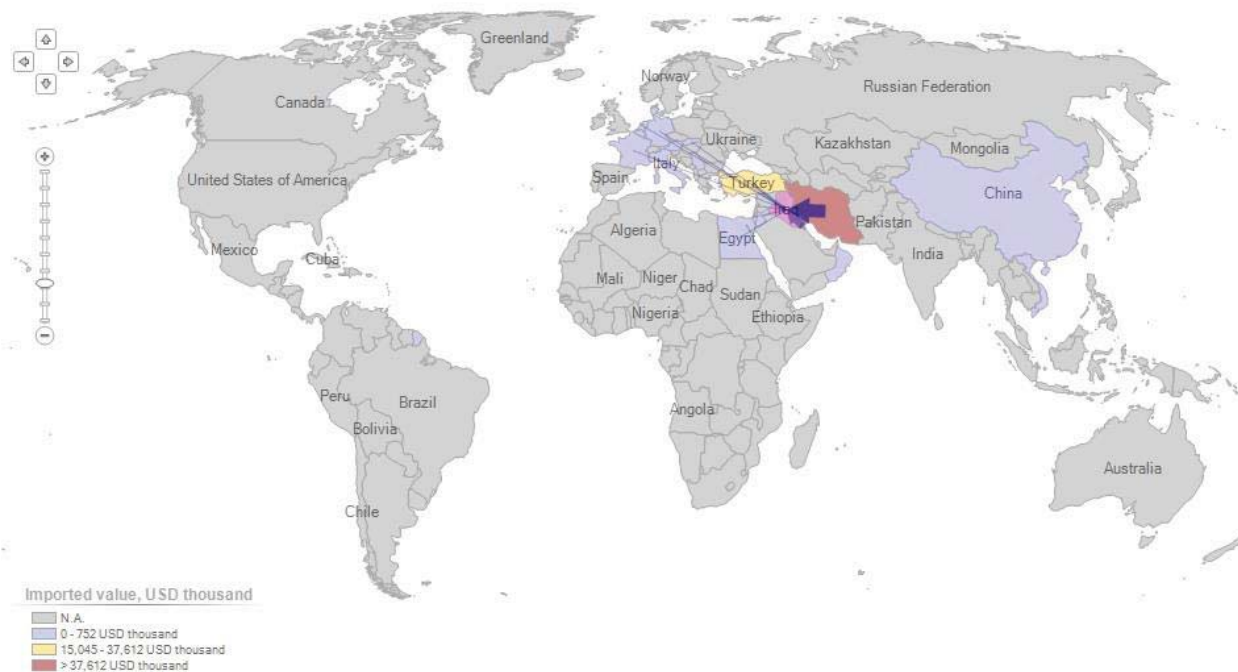 Greenland
Norway
Russian Federation
Canada
Ukraine
Kazakhstan
Mongolia
Italy
United States of America
Spain
Turkey
China
Iraq
Pakistan
Mexico
Algeria
Egypt
India
Cuba
Mali
Niger
Chad
Sudan
Nigeria
Ethiopia
Peru
Brazil
Angola
Bolivia
Australia
Chile
Imported value, USD thousand
N.A.
0 - 752 USD thousand
15,045 - 37,612 USD thousand
> 37,612 USD thousand